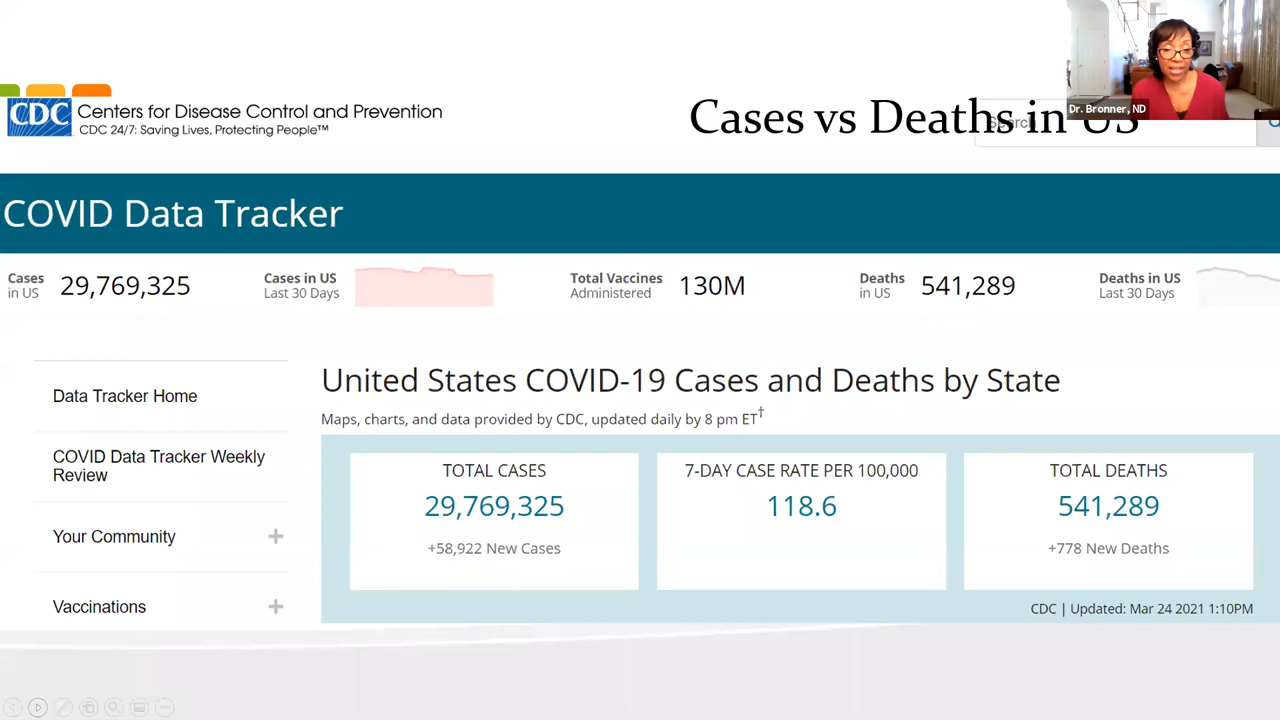 Dr. Bronner, ND
CDC
Centers for Disease Control and Prevention
CDC 24/7: Saving Lives, Protecting People™
Cases vs Deaths in US
Search
COVID Data Tracker
Cases
in US
29,769,325
Cases in US
Last 30 Days
Total Vaccines
Administered
130M
Deaths
in US
541,289
Deaths in US
Last 30 Days
Data Tracker Home
COVID Data Tracker Weekly
Review
Your Community
Vaccinations
United States COVID-19 Cases and Deaths by State
Maps, charts, and data provided by CDC, updated daily by 8 pm ET†
TOTAL CASES
29,769,325
+58,922 New Cases
7-DAY CASE RATE PER 100,000
118.6
TOTAL DEATHS
541,289
+778 New Deaths
CDC | Updated: Mar 24 2021 1:10PM